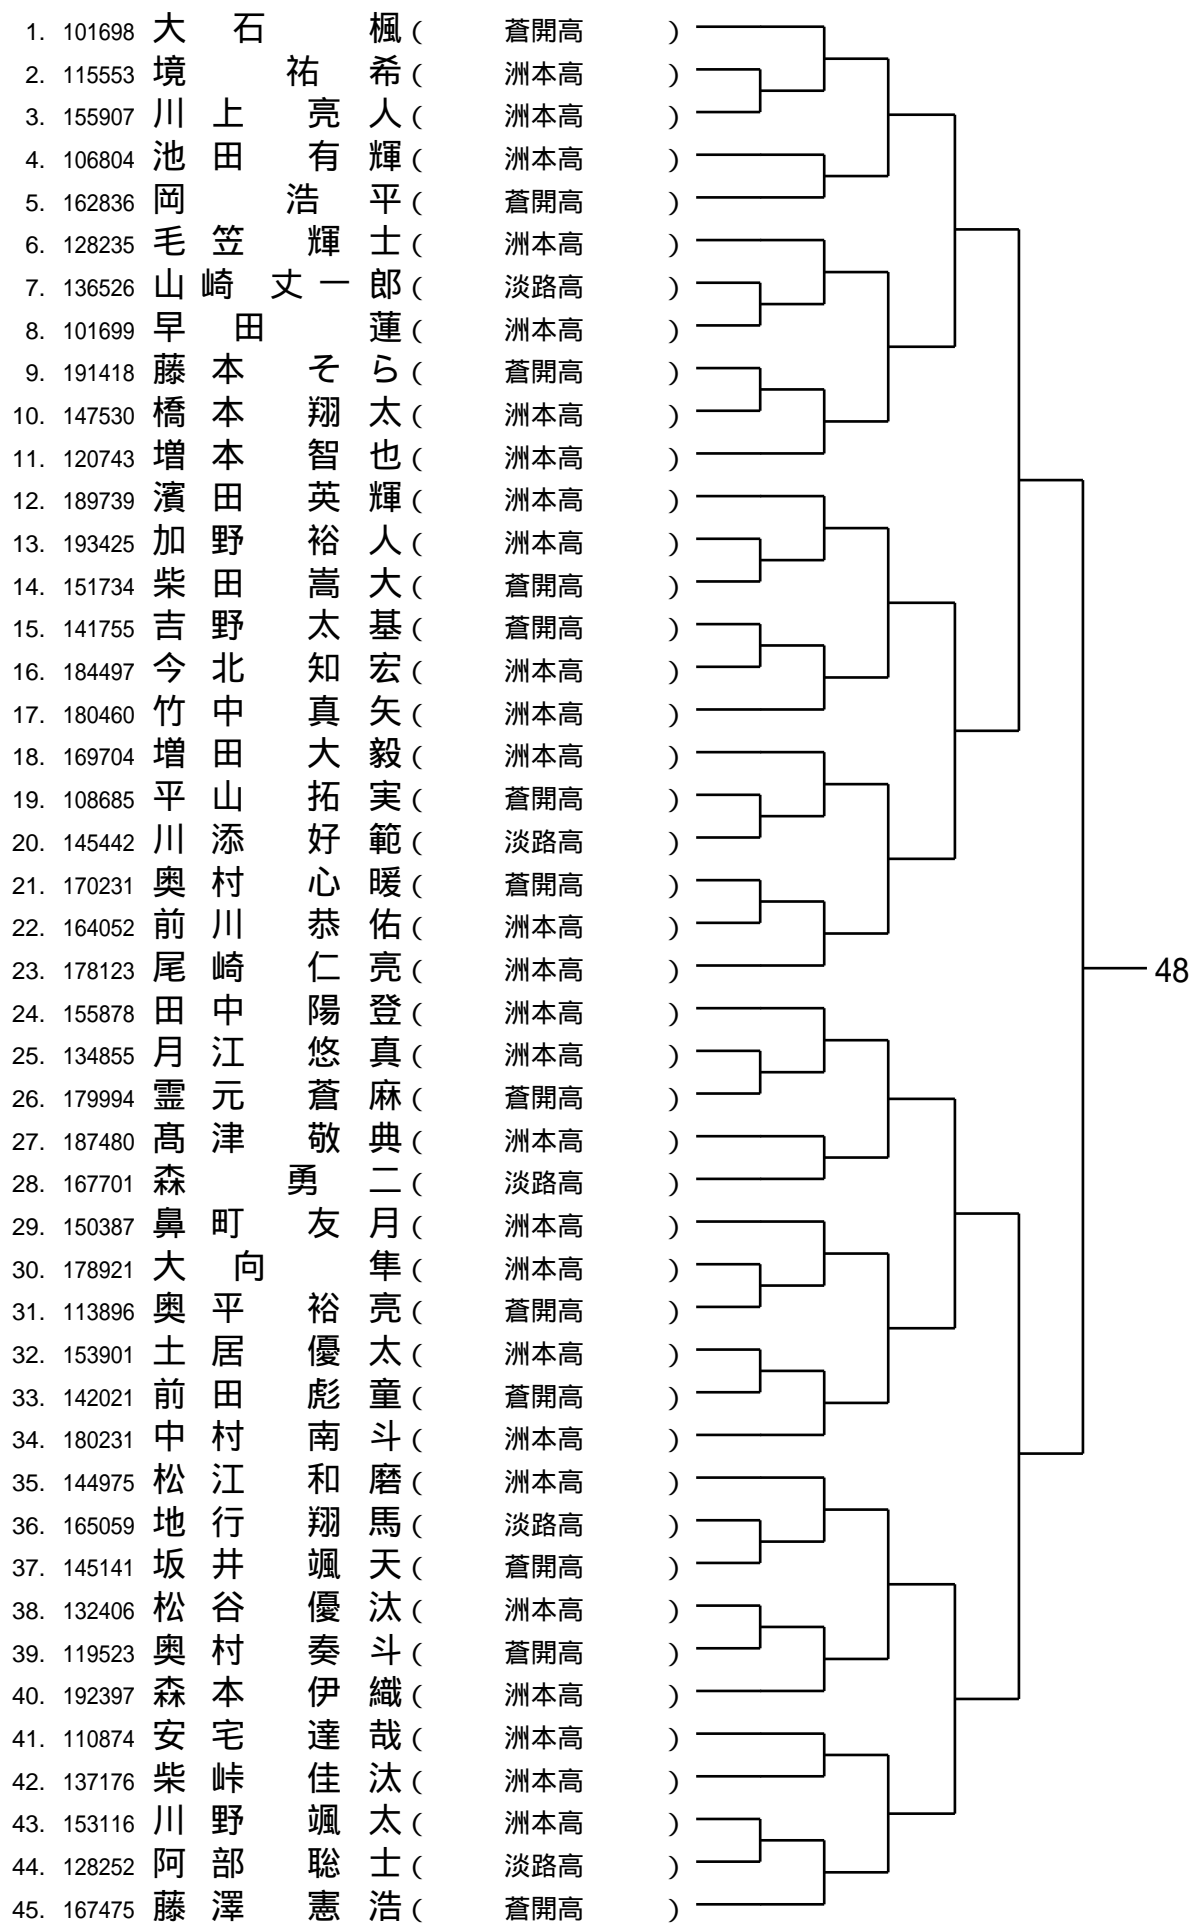 1. 101698 大石 楓 ( 蒼開高 )
2. 115553 境 祐希 ( 洲本高 )
3. 155907 川上 亮人 ( 洲本高 )
4. 106804 池田 有輝 ( 洲本高 )
5. 162836 岡 浩平 ( 蒼開高 )
6. 128235 毛笠 輝士 ( 洲本高 )
7. 136526 山崎 丈一郎 ( 淡路高 )
8. 101699 早田 蓮 ( 洲本高 )
9. 191418 藤本 そら ( 蒼開高 )
10. 147530 橋本 翔太 ( 洲本高 )
11. 120743 増本 智也 ( 洲本高 )
12. 189739 濱田 英輝 ( 洲本高 )
13. 193425 加野 裕人 ( 洲本高 )
14. 151734 柴田 嵩大 ( 蒼開高 )
15. 141755 吉野 太基 ( 蒼開高 )
16. 184497 今北 知宏 ( 洲本高 )
17. 180460 竹中 真矢 ( 洲本高 )
18. 169704 増田 大毅 ( 洲本高 )
19. 108685 平山 拓実 ( 蒼開高 )
20. 145442 川添 好範 ( 淡路高 )
21. 170231 奥村 心暖 ( 蒼開高 )
22. 164052 前川 恭佑 ( 洲本高 )
23. 178123 尾崎 仁亮 ( 洲本高 )
48
24. 155878 田中 陽登 ( 洲本高 )
25. 134855 月江 悠真 ( 洲本高 )
26. 179994 霊元 蒼麻 ( 蒼開高 )
27. 187480 髙津 敬典 ( 洲本高 )
28. 167701 森 勇二 ( 淡路高 )
29. 150387 鼻町 友月 ( 洲本高 )
30. 178921 大向 隼 ( 洲本高 )
31. 113896 奥平 裕亮 ( 蒼開高 )
32. 153901 土居 優太 ( 洲本高 )
33. 142021 前田 彪童 ( 蒼開高 )
34. 180231 中村 南斗 ( 洲本高 )
35. 144975 松江 和磨 ( 洲本高 )
36. 165059 地行 翔馬 ( 淡路高 )
37. 145141 坂井 颯天 ( 蒼開高 )
38. 132406 松谷 優汰 ( 洲本高 )
39. 119523 奥村 奏斗 ( 蒼開高 )
40. 192397 森本 伊織 ( 洲本高 )
41. 110874 安宅 達哉 ( 洲本高 )
42. 137176 柴峠 佳汰 ( 洲本高 )
43. 153116 川野 颯太 ( 洲本高 )
44. 128252 阿部 聡士 ( 淡路高 )
45. 167475 藤澤 憲浩 ( 蒼開高 )